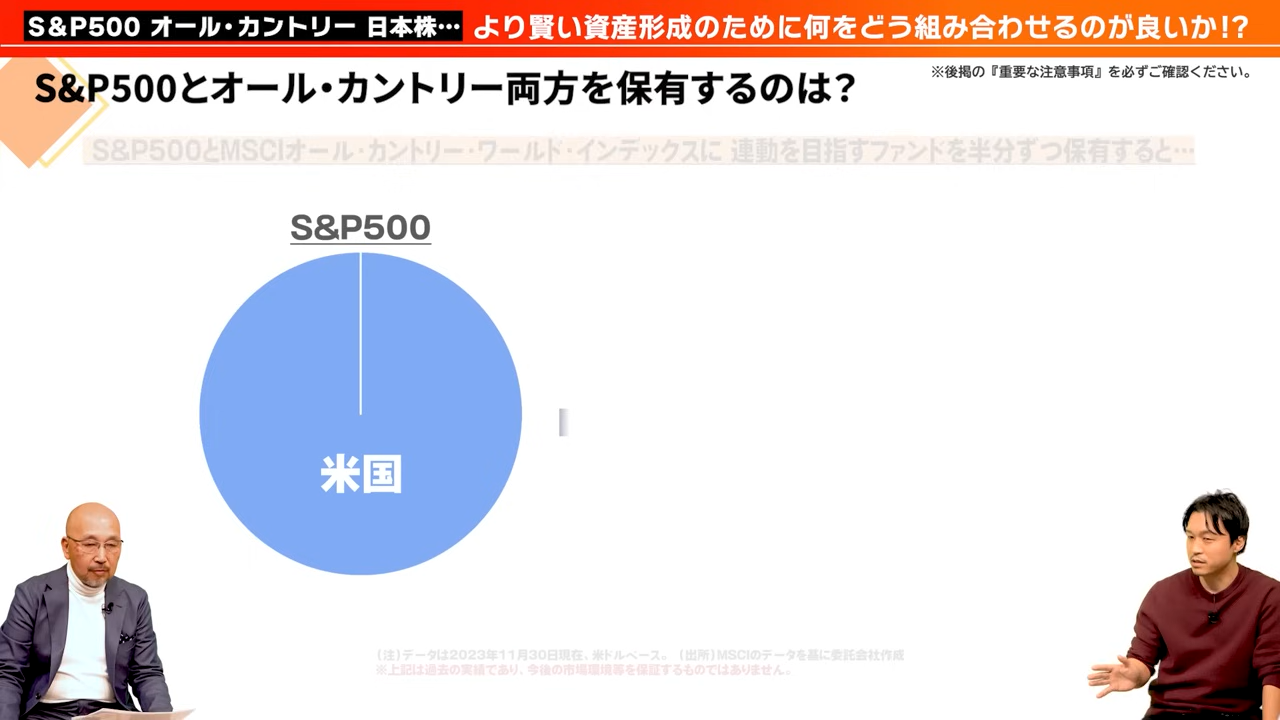 S&P500 オール・カントリー 日本株… より賢い資産形成のために何をどう組み合わせるのが良いか!?
※後掲の『重要な注意事項』を必ずご確認ください。
S&P500とオール・カントリー両方を保有するのは？
S&P500とMSCIオール・カントリー・ワールド・インデックスに 連動を目指すファンドを半分ずつ保有すると…
S&P500
米国
(注)データは2023年11月30日現在、米ドルベース。 (出所)MSCIのデータを基に委託会社作成
※上記は過去の実績であり、今後の市場環境等を保証するものではありません。